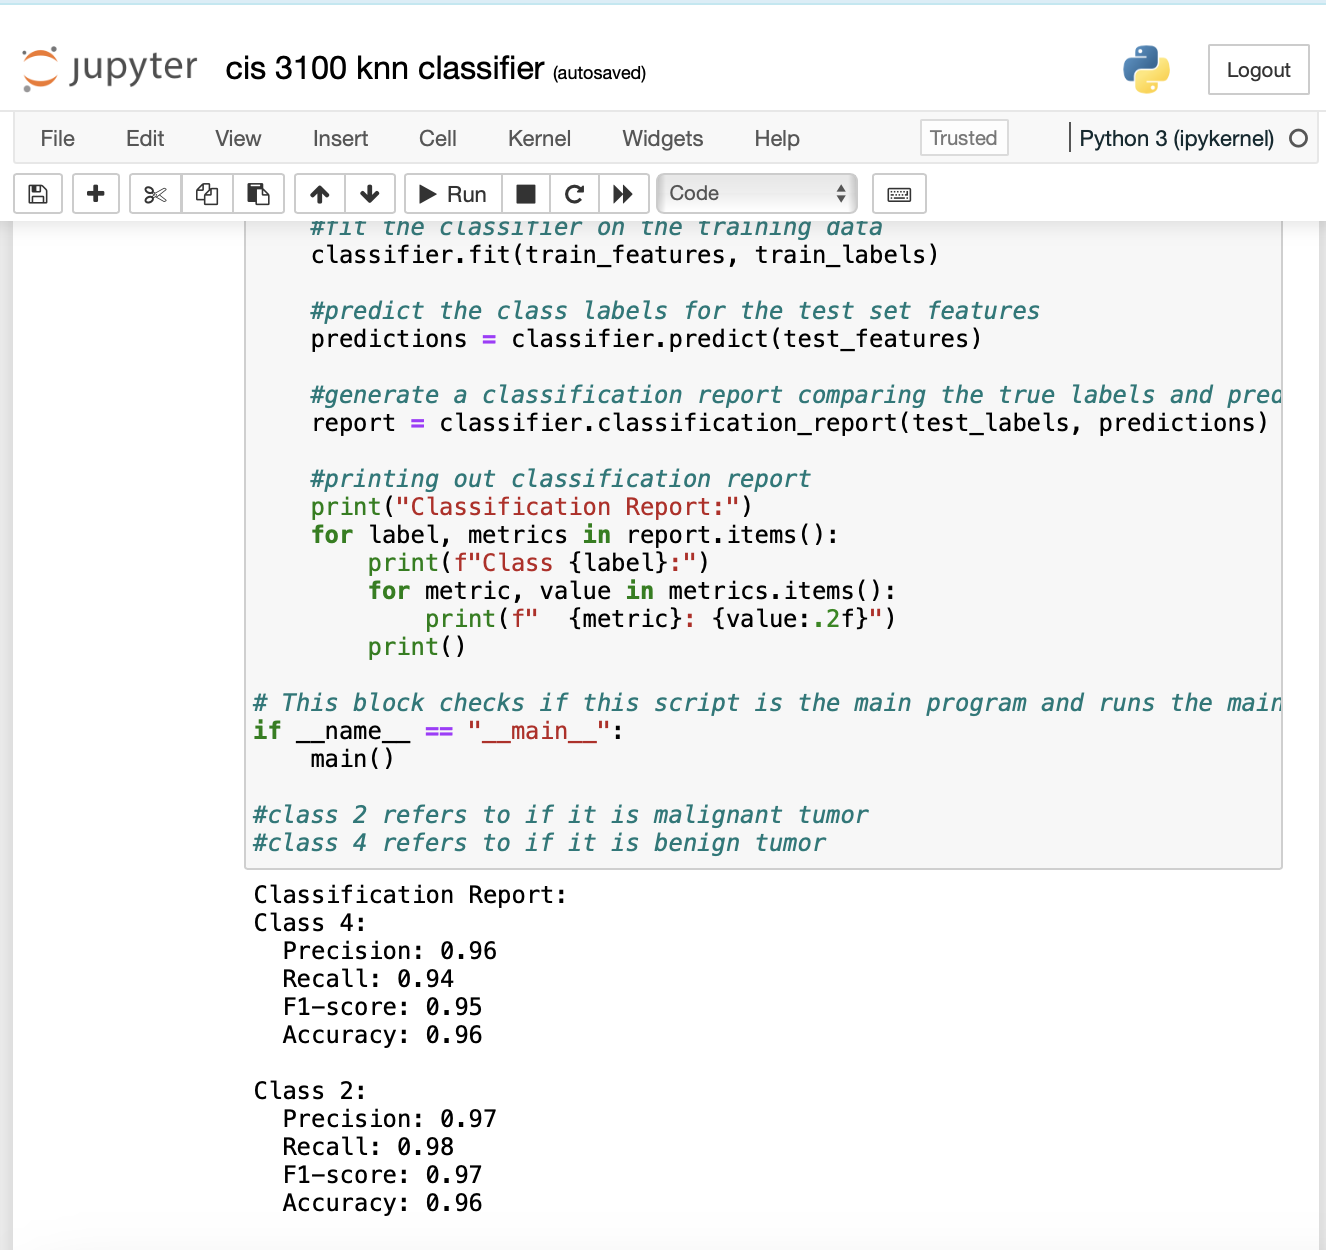 jupyter cis 3100 knn classifier (autosaved) Logout
File Edit View Insert Cell Kernel Widgets Help Trusted Python 3 (ipykernel)
Run Code
#fit the classifier on the training data
classifier.fit(train_features, train_labels)
#predict the class labels for the test set features
predictions = classifier.predict(test_features)
#generate a classification report comparing the true labels and pred
report = classifier.classification_report(test_labels, predictions)
#printing out classification report
print("Classification Report:")
for label, metrics in report.items():
print(f"Class {label}:")
for metric, value in metrics.items():
print(f"  {metric}: {value:.2f}")
print()
# This block checks if this script is the main program and runs the main
if __name__ == "__main__":
main()
#class 2 refers to if it is malignant tumor
#class 4 refers to if it is benign tumor
Classification Report:
Class 4:
Precision: 0.96
Recall: 0.94
F1-score: 0.95
Accuracy: 0.96
Class 2:
Precision: 0.97
Recall: 0.98
F1-score: 0.97
Accuracy: 0.96